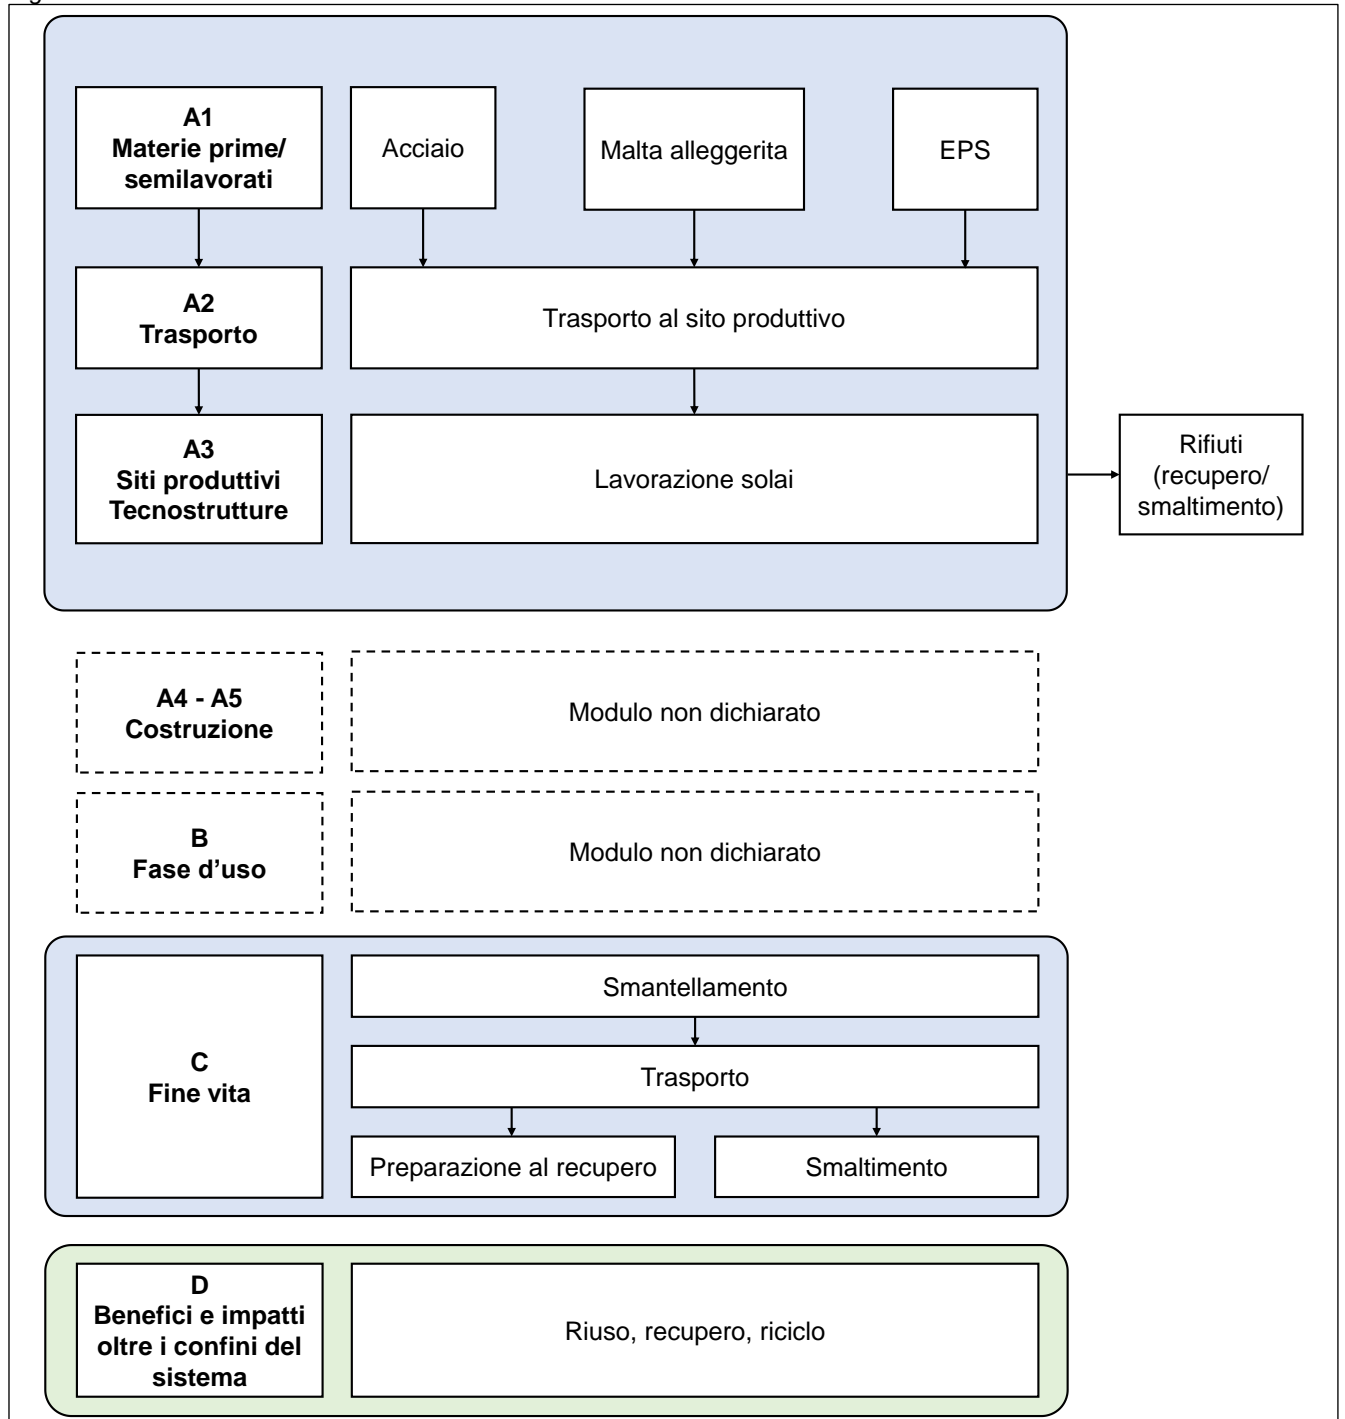 A1
Materie prime/
semilavorati
Acciaio
Malta alleggerita
EPS
A2
Trasporto
Trasporto al sito produttivo
A3
Siti produttivi
Tecnostrutture
Lavorazione solai
Rifiuti
(recupero/
smaltimento)
A4 - A5
Costruzione
Modulo non dichiarato
B
Fase d’uso
Modulo non dichiarato
C
Fine vita
Smantellamento
Trasporto
Preparazione al recupero
Smaltimento
D
Benefici e impatti
oltre i confini del
sistema
Riuso, recupero, riciclo